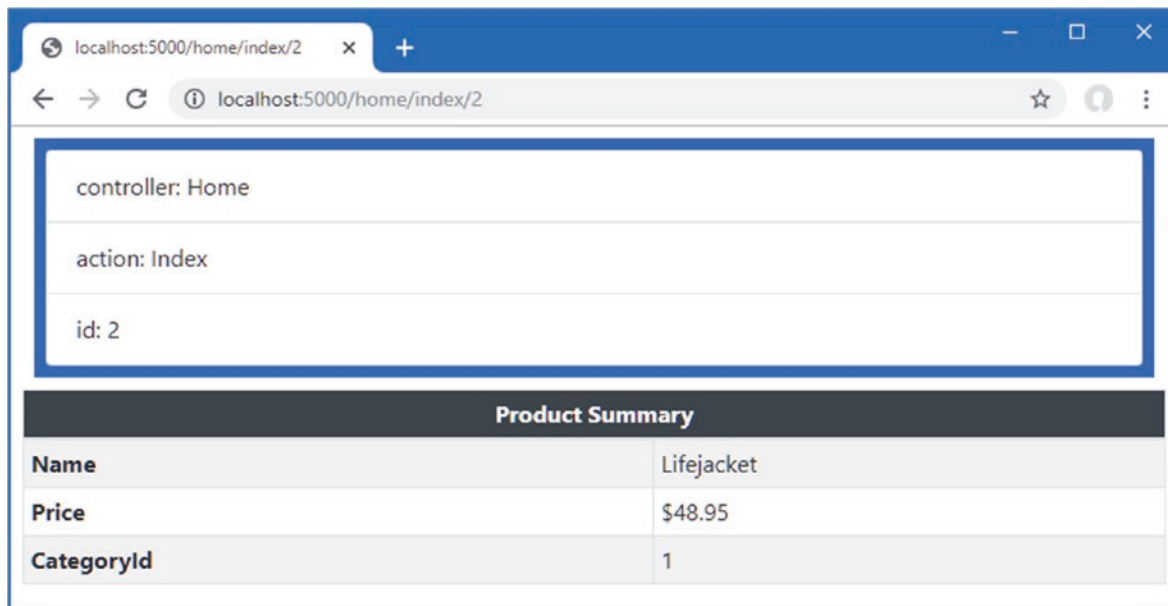 localhost:5000/home/index/2
localhost:5000/home/index/2
controller: Home
action: Index
id: 2
Product Summary
Name Lifejacket
Price $48.95
CategoryId 1